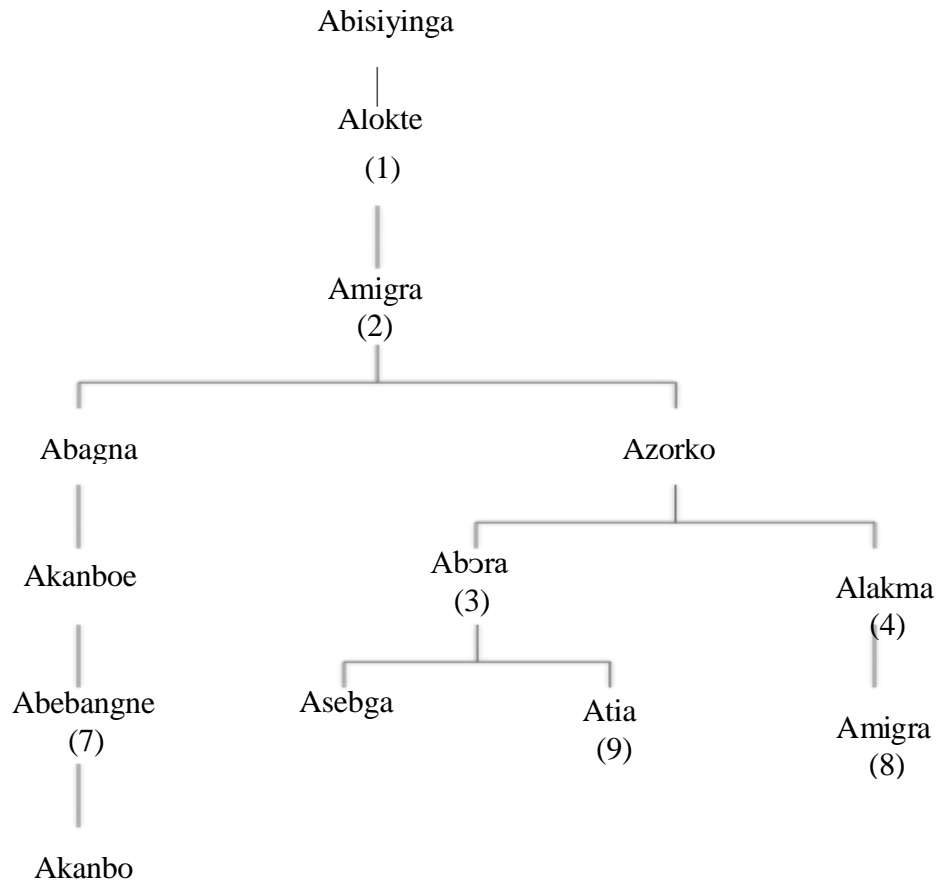 Abisiyinga
Alokte
(1)
Amigra
(2)
Abagna
Azorko
Akanboe
Abɔra
(3)
Alakma
(4)
Abebangne
(7)
Asebga
Atia
(9)
Amigra
(8)
Akanbo